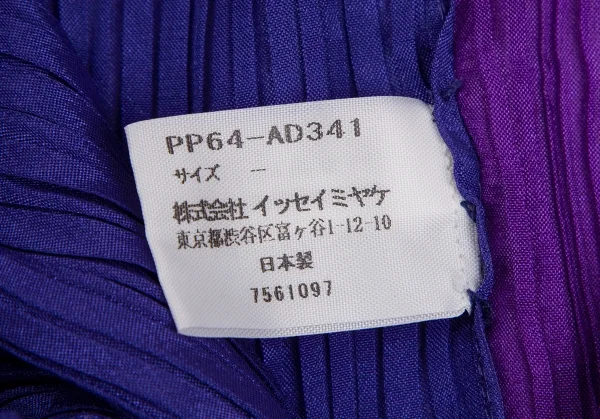 PP64-AD341
サイズ —
株式会社 イッセイミヤケ
東京都渋谷区富ヶ谷1-12-10
日本製
7561097